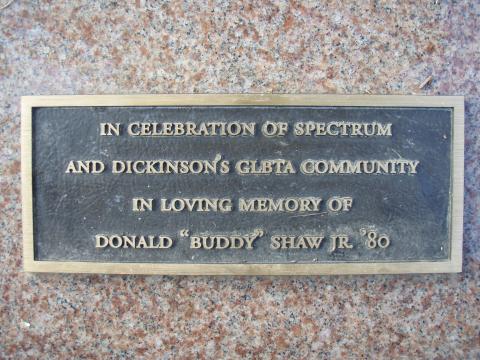 IN CELEBRATION OF SPECTRUM
AND DICKINSON'S GLBTA COMMUNITY
IN LOVING MEMORY OF
DONALD "BUDDY" SHAW JR. '80